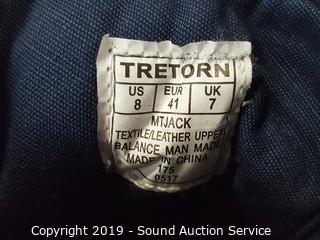 TRETORN
US EUR UK
8 41 7
MTJACK
TEXTILE/LEATHER UPPER
BALANCE MAN MADE
MADE IN CHINA
175
0517
Copyright 2019 - Sound Auction Service